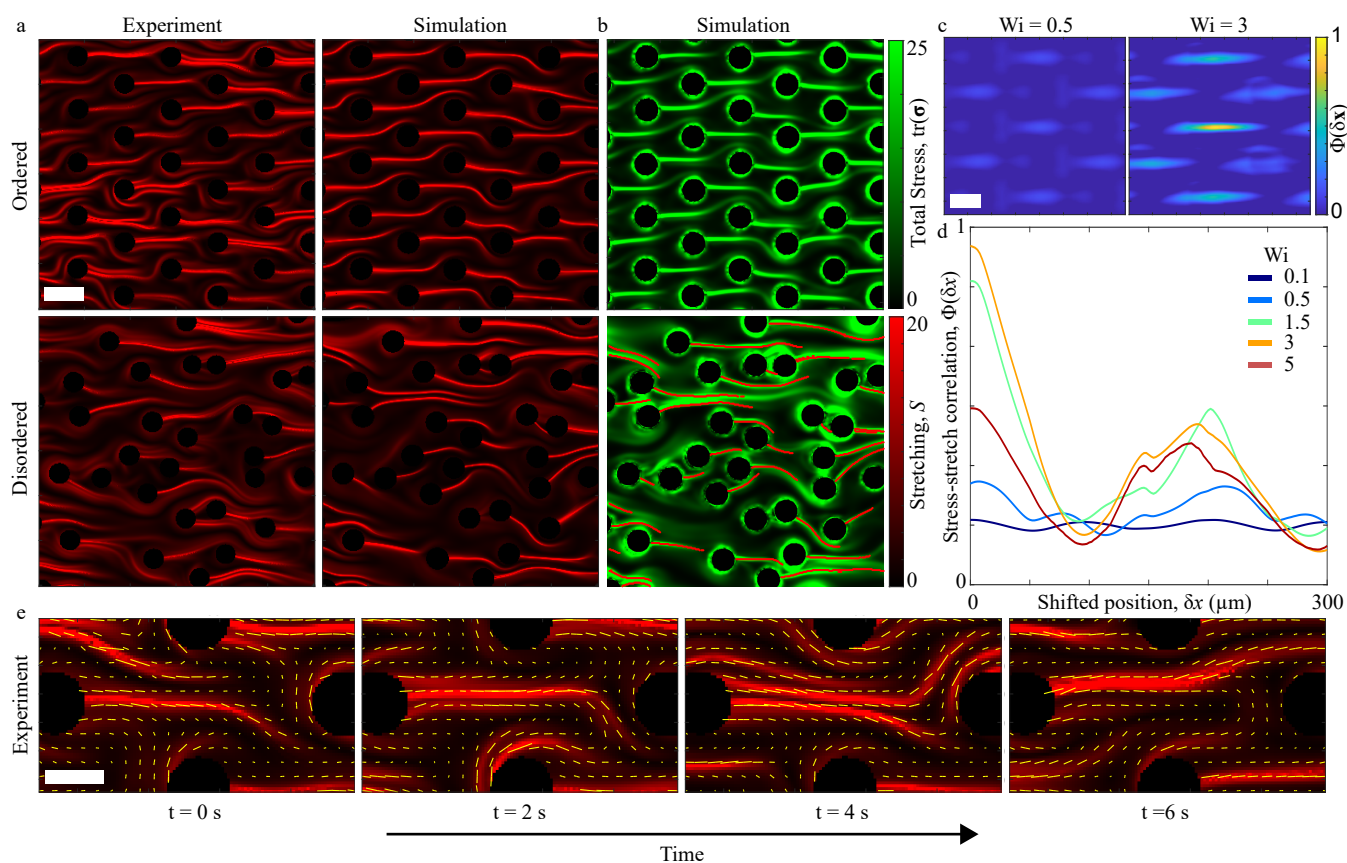 a
Experiment
Simulation
b
Simulation
c
Wi = 0.5
Wi = 3
Ordered
25
Total Stress, tr(σ)
0
1
Φ(δx)
0
d
1
Stress-stretch correlation, Φ(δx)
0
Wi
0.1
0.5
1.5
3
5
0
Shifted position, δx (µm)
300
Disordered
20
Stretching, S
0
e
Experiment
t = 0 s
t = 2 s
t = 4 s
t =6 s
Time